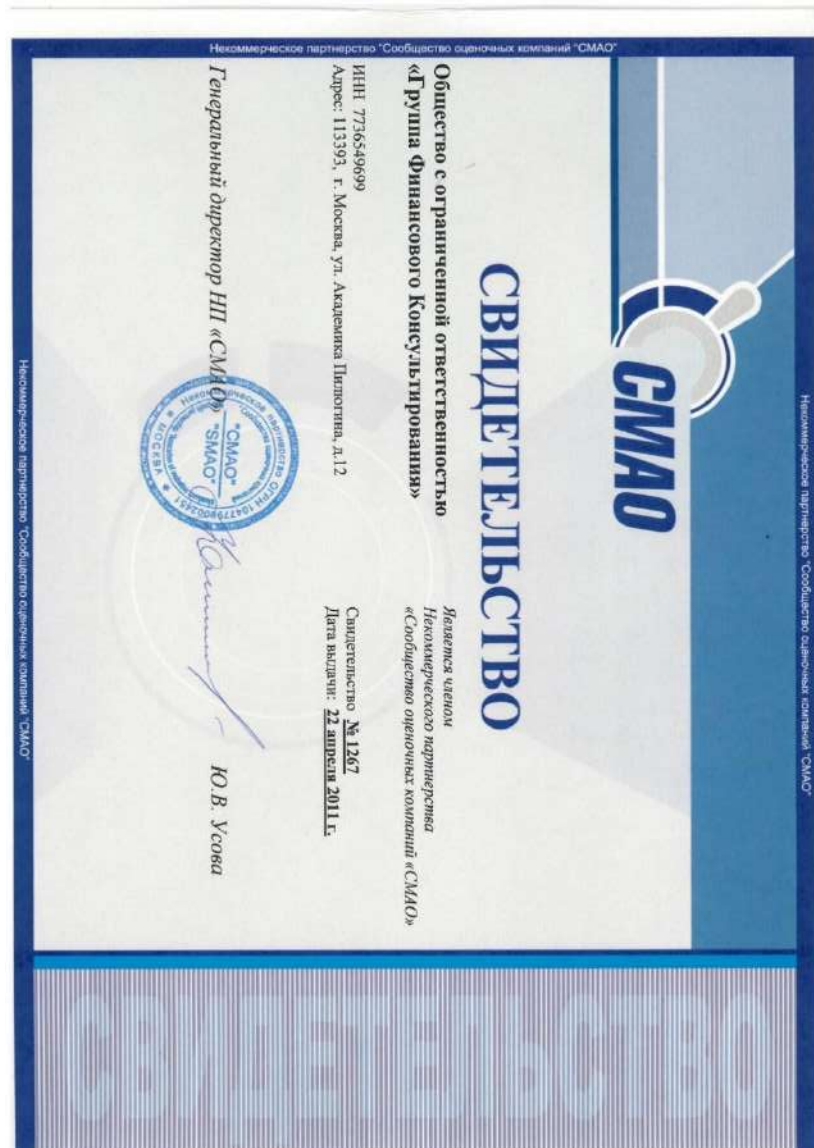 Некоммерческое партнерство "Сообщество оценочных компаний "СМАО"
СМАО
СВИДЕТЕЛЬСТВО
Общество с ограниченной ответственностью
«Группа Финансового Консультирования»
Является членом
Некоммерческого партнерства
«Сообщество оценочных компаний «СМАО»
ИНН 7736549699
Адрес: 113393, г. Москва, ул. Академика Пилюгина, д.12
Свидетельство № 1267
Дата выдачи: 22 апреля 2011 г.
Генеральный директор НП «СМАО»
Ю.В. Усова
"СМАО"
"SMAO"
МОСКВА
Некоммерческое партнерство "Сообщество оценочных компаний "СМАО"
Некоммерческое партнерство "Сообщество оценочных компаний "СМАО"
СВИДЕТЕЛЬСТВО